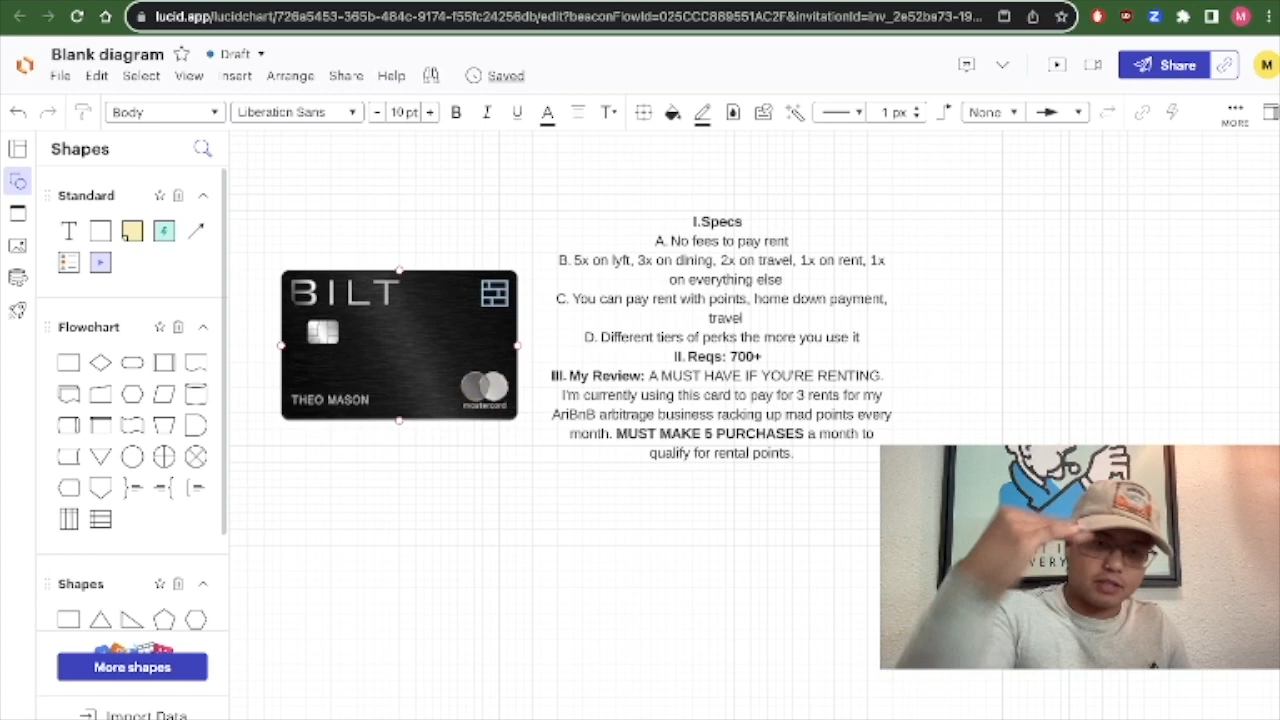 lucid.app/lucidchart/726a5453-365b-484c-9174-f55fc24256db/edit?beaconFlowId=025CCC889551AC2F&invitationId=inv_2e52ba73-19...
M
Blank diagram
Draft
File Edit Select View Insert Arrange Share Help
Saved
Share
M
Body
Liberation Sans
- 10 pt +
B I U A T
1 px
None
MORE
Shapes
Standard
T
Flowchart
Shapes
More shapes
Import Data
BILT
THEO MASON
mastercard
I.Specs
A. No fees to pay rent
B. 5x on lyft, 3x on dining, 2x on travel, 1x on rent, 1x
on everything else
C. You can pay rent with points, home down payment,
travel
D. Different tiers of perks the more you use it
II. Reqs: 700+
III. My Review: A MUST HAVE IF YOU'RE RENTING.
I'm currently using this card to pay for 3 rents for my
AriBnB arbitrage business racking up mad points every
month. MUST MAKE 5 PURCHASES a month to
qualify for rental points.